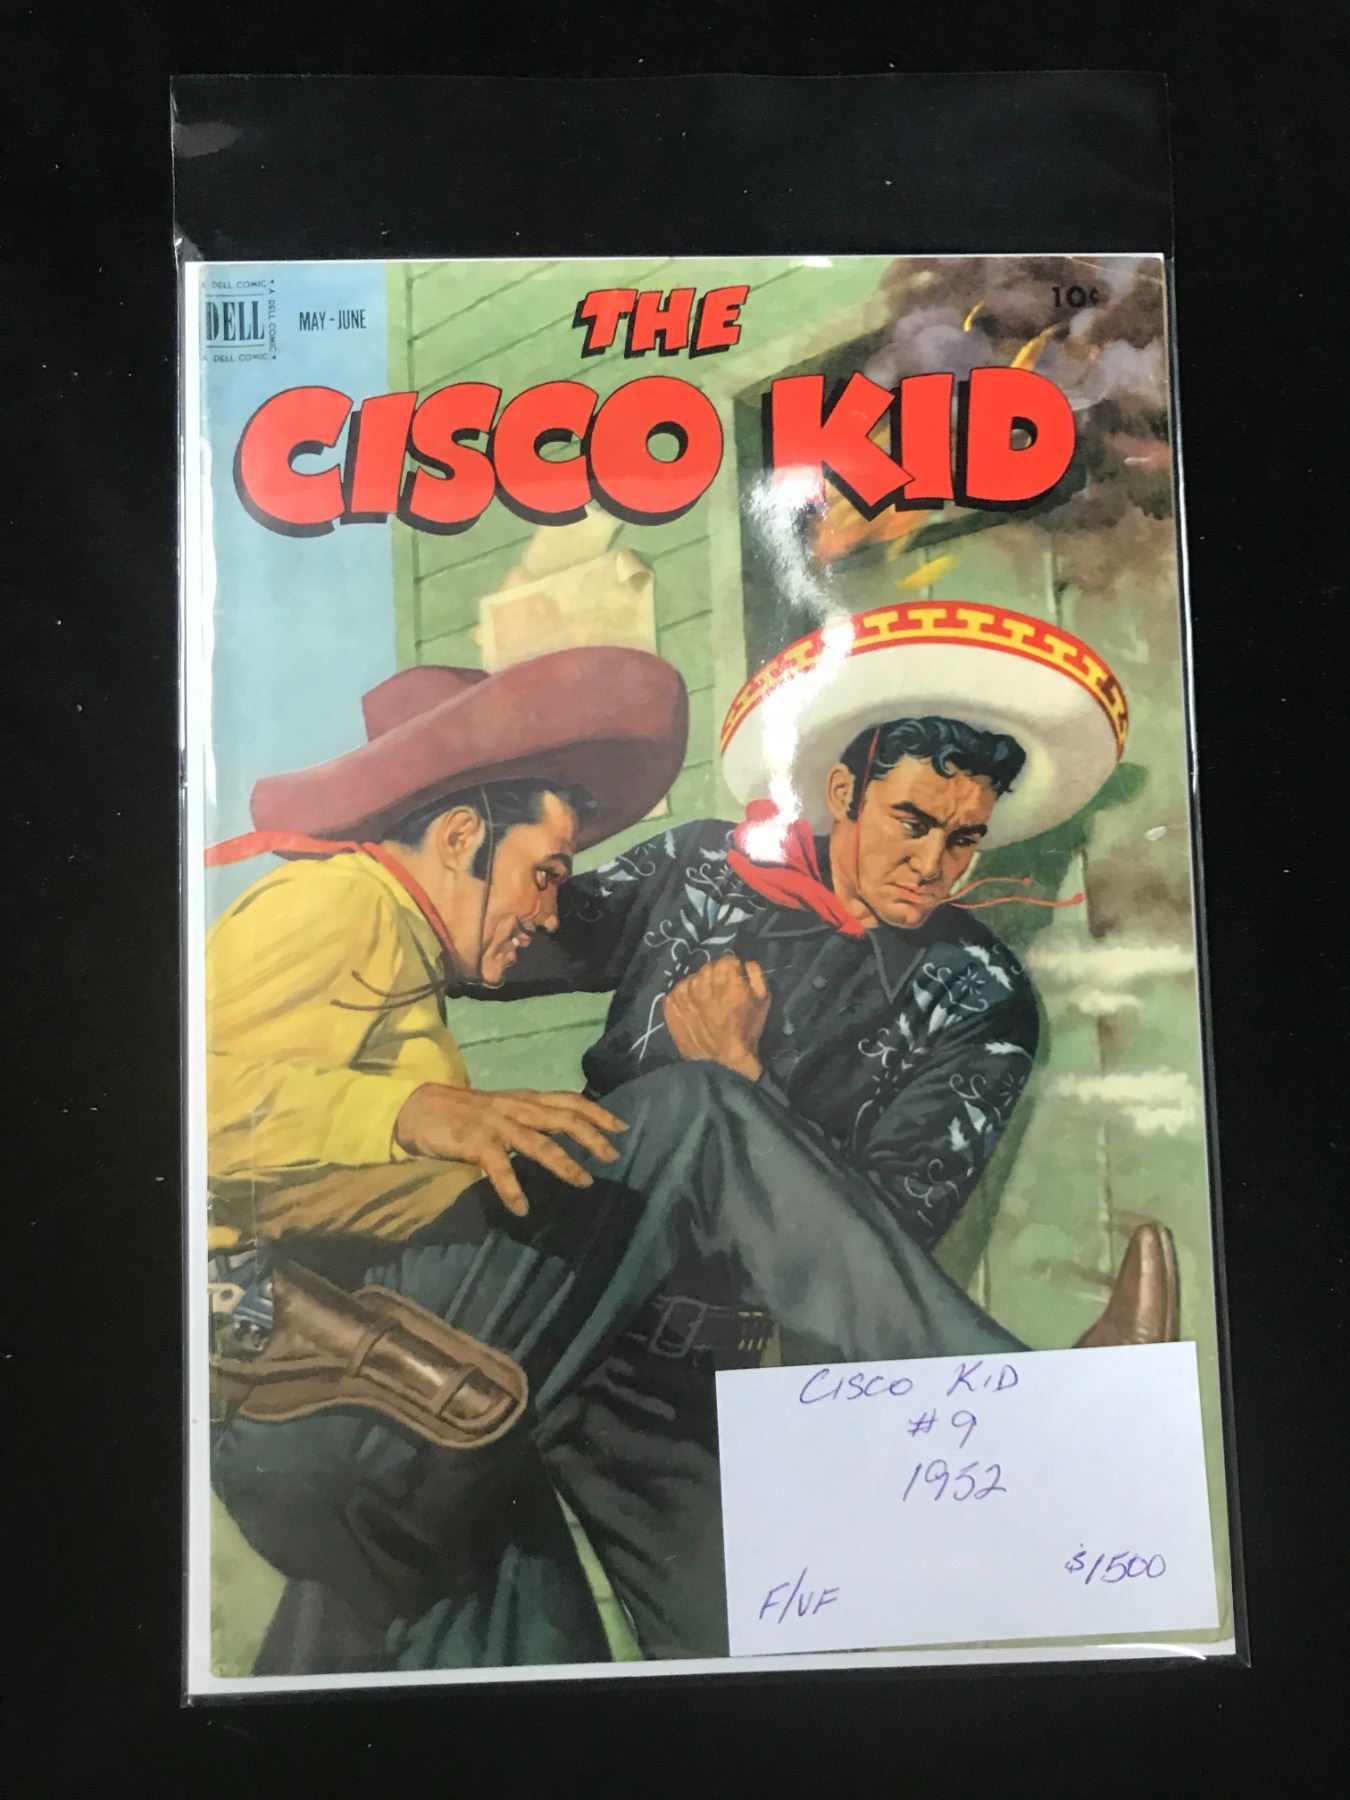 A DELL COMIC
DELL
A DELL COMIC
A DELL COMIC
MAY-JUNE
10¢
THE
CISCO KID
CISCO KID
#9
1952
$1500
F/VF